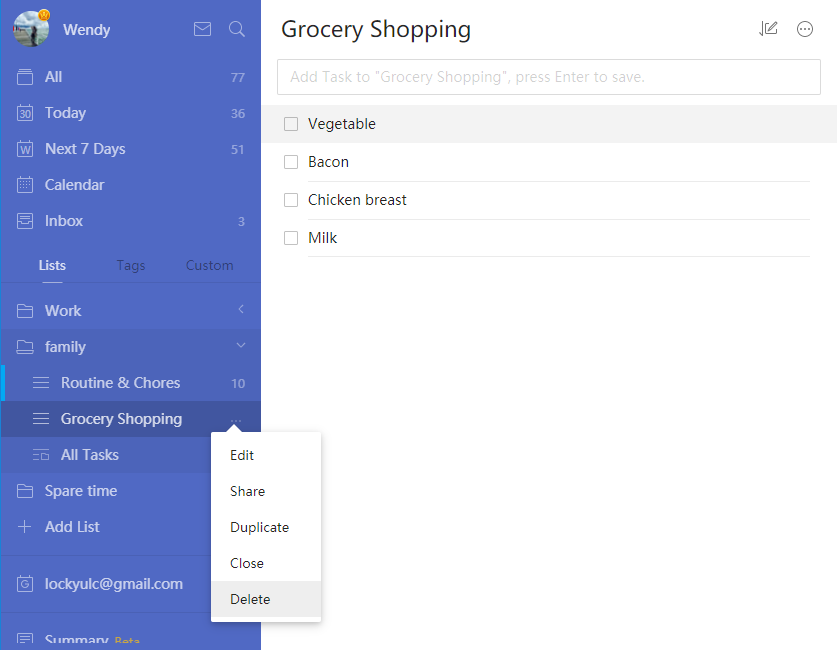 Wendy
All 77
30 Today 36
W Next 7 Days 51
Calendar
Inbox 3
Lists Tags Custom
Work
family
Routine & Chores 10
Grocery Shopping ...
All Tasks
Spare time
Add List
G lockyulc@gmail.com
Summary Beta
Edit
Share
Duplicate
Close
Delete
Grocery Shopping
Add Task to "Grocery Shopping", press Enter to save.
Vegetable
Bacon
Chicken breast
Milk